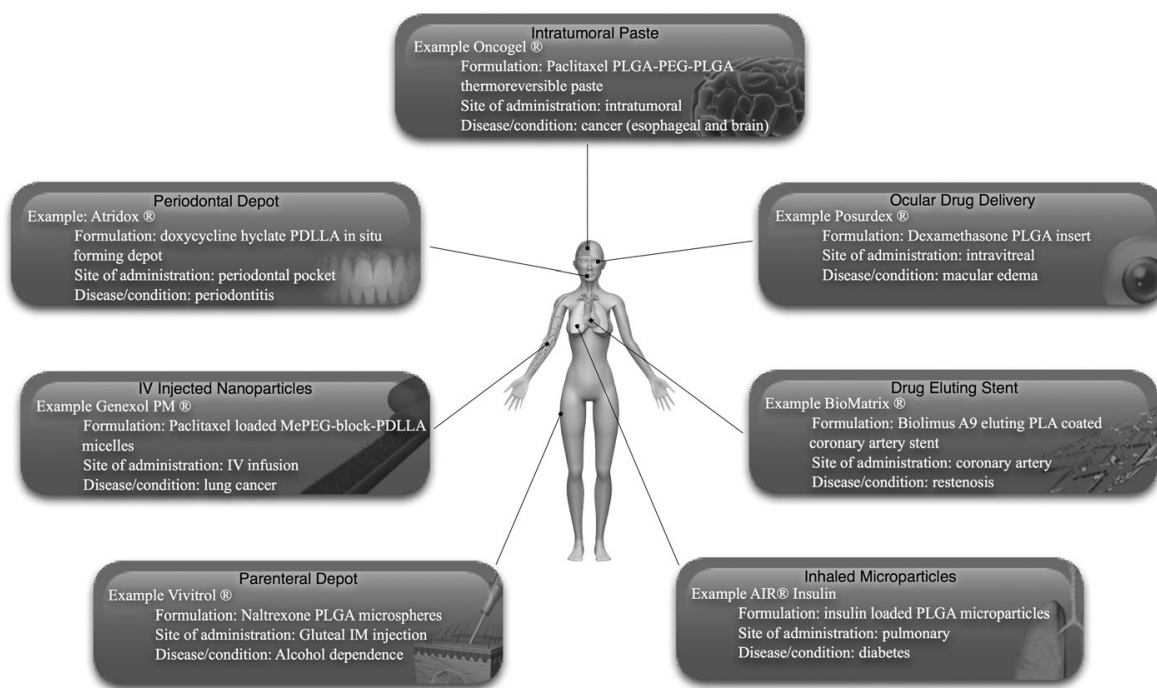 Intratumoral Paste
Example Oncogel ®
Formulation: Paclitaxel PLGA-PEG-PLGA
thermoreversible paste
Site of administration: intratumoral
Disease/condition: cancer (esophageal and brain)
Periodontal Depot
Example: Atridox ®
Formulation: doxycycline hyclate PDLLA in situ
forming depot
Site of administration: periodontal pocket
Disease/condition: periodontitis
Ocular Drug Delivery
Example Posurdex ®
Formulation: Dexamethasone PLGA insert
Site of administration: intravitreal
Disease/condition: macular edema
IV Injected Nanoparticles
Example Genexol PM ®
Formulation: Paclitaxel loaded MePEG-block-PDLLA
micelles
Site of administration: IV infusion
Disease/condition: lung cancer
Drug Eluting Stent
Example BioMatrix ®
Formulation: Biolimus A9 eluting PLA coated
coronary artery stent
Site of administration: coronary artery
Disease/condition: restenosis
Parenteral Depot
Example Vivitrol ®
Formulation: Naltrexone PLGA microspheres
Site of administration: Gluteal IM injection
Disease/condition: Alcohol dependence
Inhaled Microparticles
Example AIR® Insulin
Formulation: insulin loaded PLGA microparticles
Site of administration: pulmonary
Disease/condition: diabetes